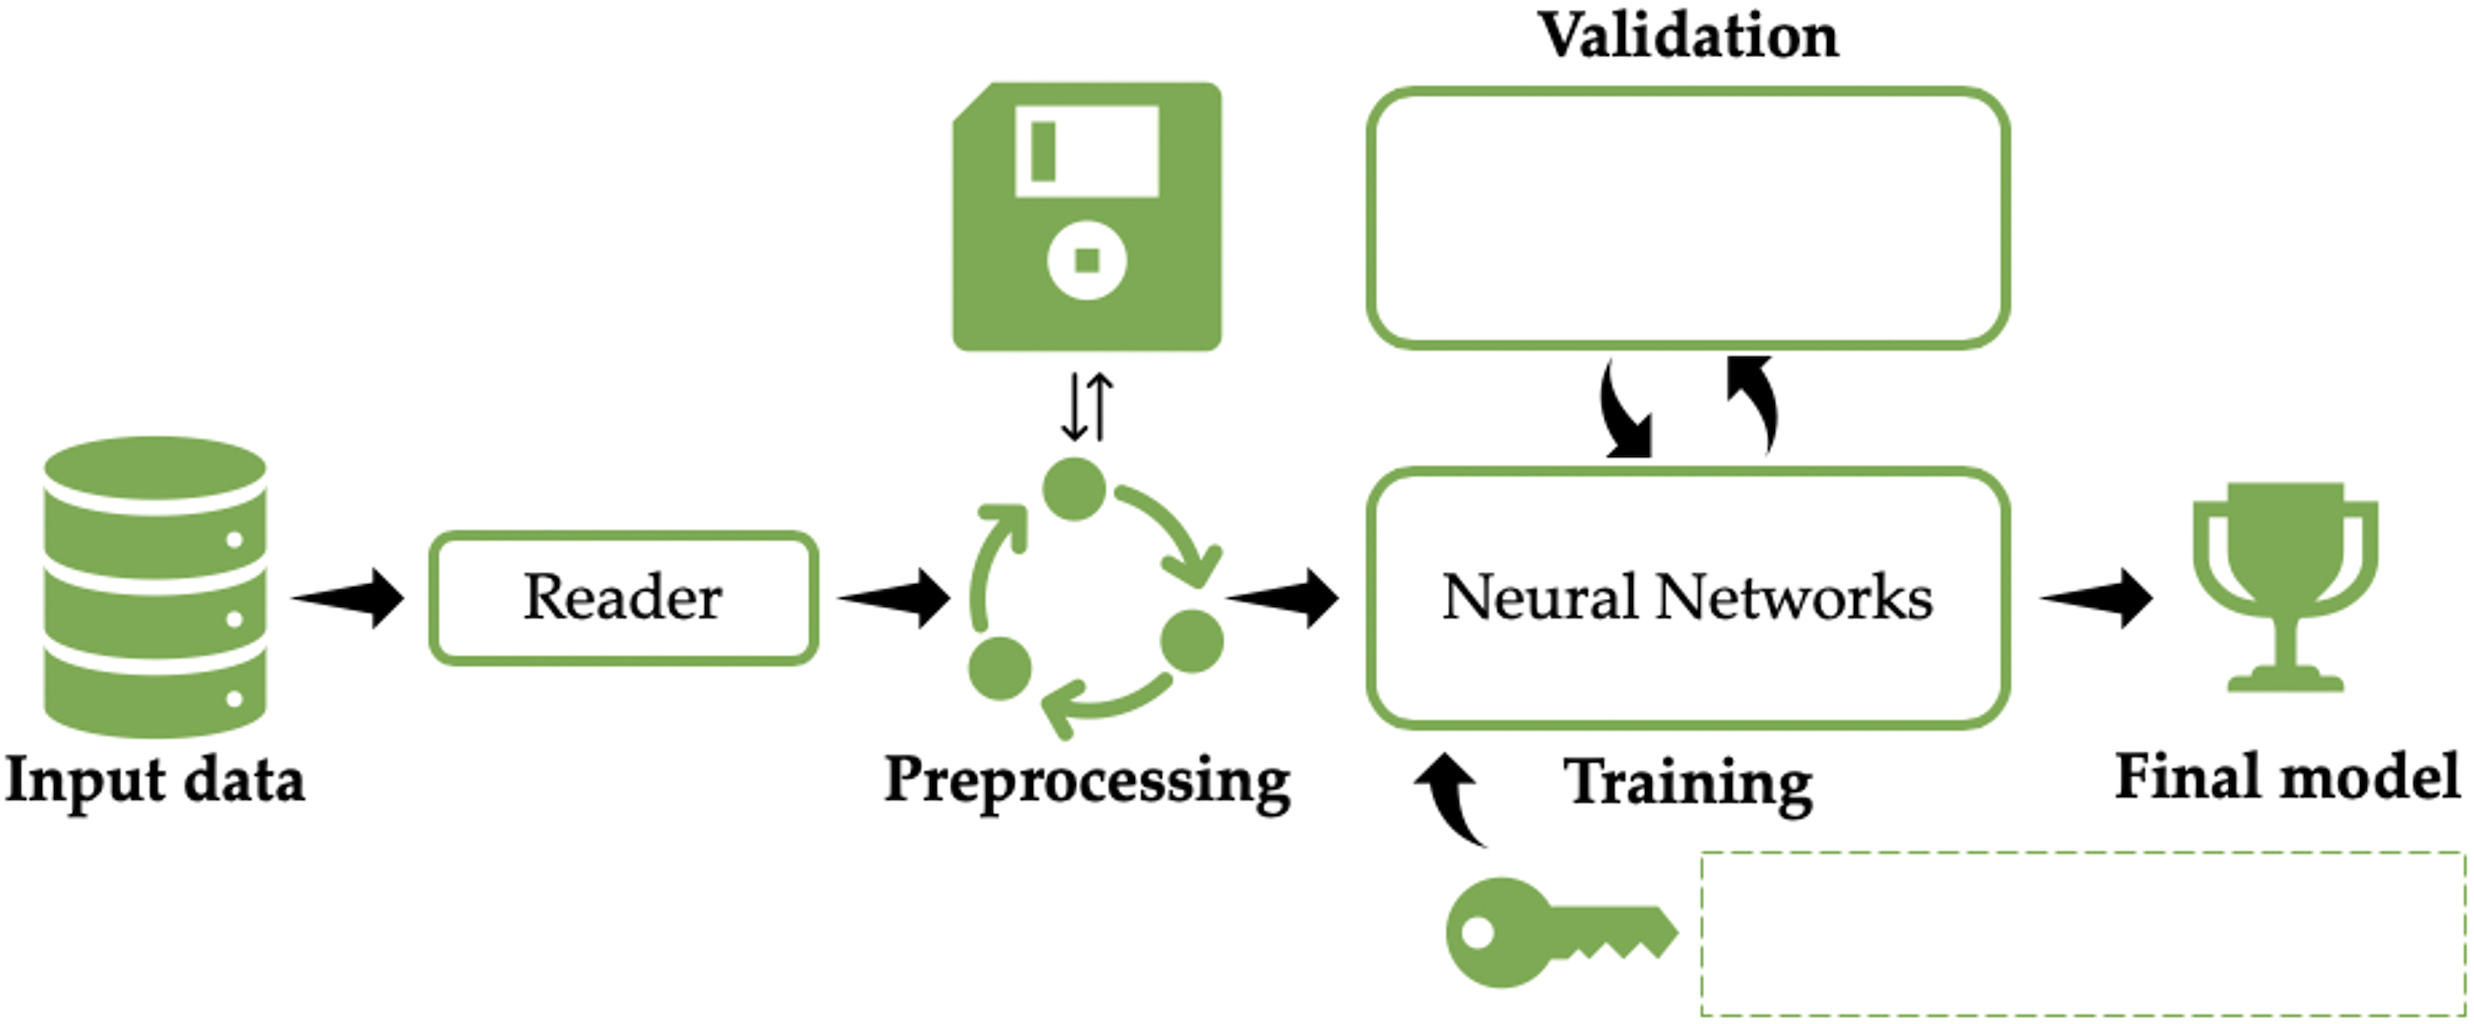 Validation
Reader
Neural Networks
Input data
Preprocessing
Training
Final model